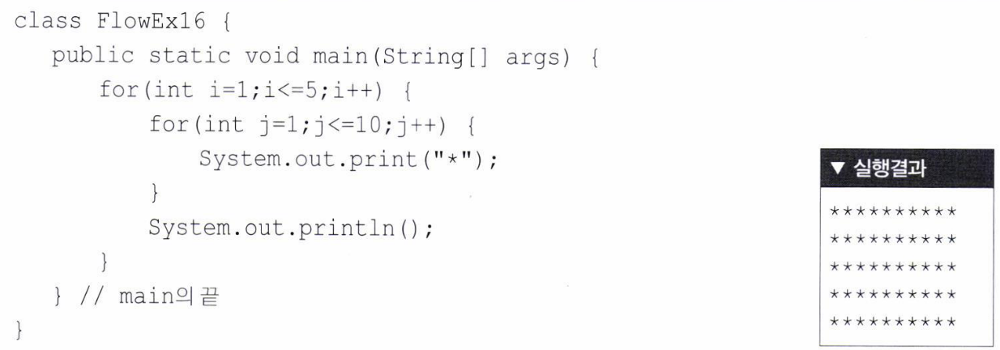 class FlowEx16 {
public static void main(String[] args) {
for(int i=1;i<=5;i++) {
for(int j=1;j<=10;j++) {
System.out.print("*");
}
System.out.println();
}
} // main의 끝
}
▼ 실행결과
**********
**********
**********
**********
**********